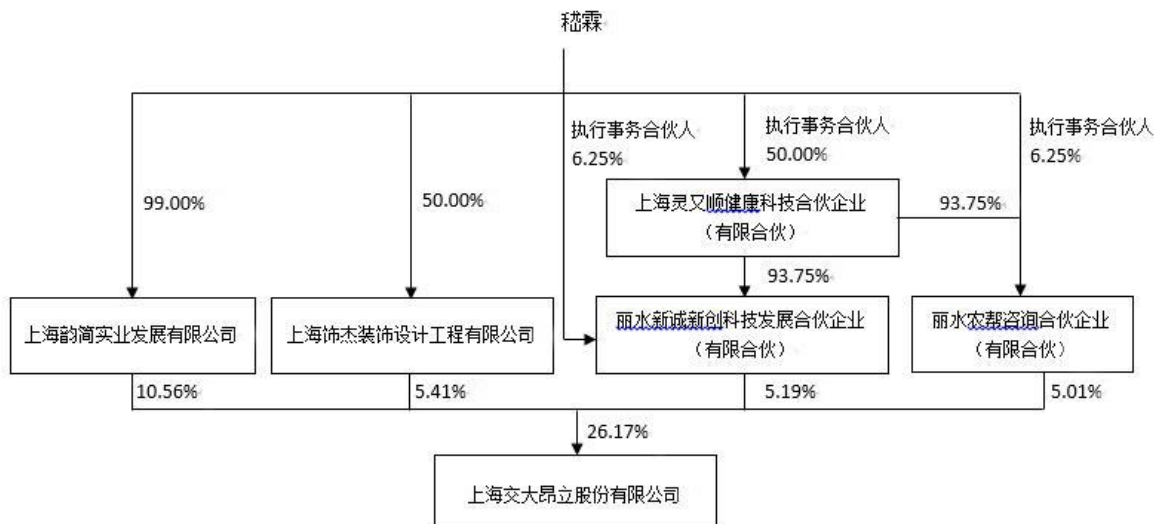 嵇霖
执行事务合伙人
6.25%
执行事务合伙人
50.00%
执行事务合伙人
6.25%
99.00%
50.00%
上海灵又顺健康科技合伙企业
（有限合伙）
93.75%
93.75%
上海韵简实业发展有限公司
上海饰杰装饰设计工程有限公司
丽水新诚新创科技发展合伙企业
（有限合伙）
丽水农帮咨询合伙企业
（有限合伙）
10.56%
5.41%
5.19%
5.01%
26.17%
上海交大昂立股份有限公司